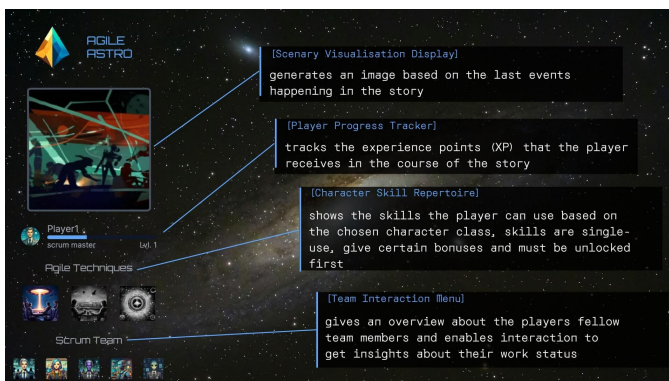 AGILE
ASTRO
[Scenary Visualisation Display]
generates an image based on the last events
happening in the story
[Player Progress Tracker]
tracks the experience points (XP) that the player
receives in the course of the story
[Character Skill Repertoire]
shows the skills the player can use based on
the chosen character class, skills are single-
use, give certain bonuses and must be unlocked
first
[Team Interaction Menu]
gives an overview about the players fellow
team members and enables interaction to
get insights about their work status
Player1
scrum master
Lvl. 1
Agile Techniques
Scrum Team